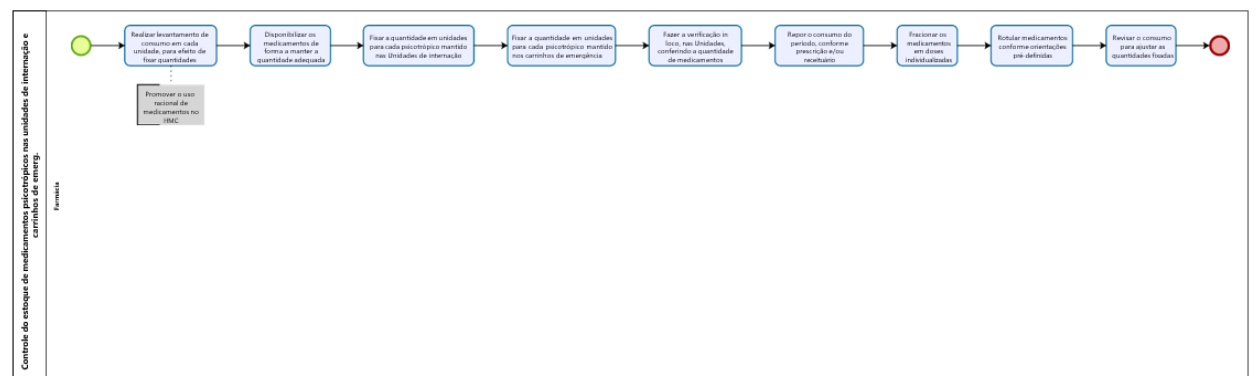 Controle do estoque de medicamentos psicotrópicos nas unidades de internação e
carrinhos de emerg.
Farmácia
Realizar levantamento de
consumo em cada
unidade, para efeito de
fixar quantidades
Promover o uso
racional de
medicamentos no
HMC
Disponibilizar os
medicamentos de
forma a manter a
quantidade adequada
Fixar a quantidade em unidades
para cada psicotrópico mantido
nas Unidades de internação
Fixar a quantidade em unidades
para cada psicotrópico mantido
nos carrinhos de emergência
Fazer a verificação in
loco, nas Unidades,
conferindo a quantidade
de medicamentos
Repor o consumo do
período, conforme
prescrição e/ou
receituário
Fracionar os
medicamentos
em doses
individualizadas
Rotular medicamentos
conforme orientações
pré definidas
Revisar o consumo
para ajustar as
quantidades fixadas